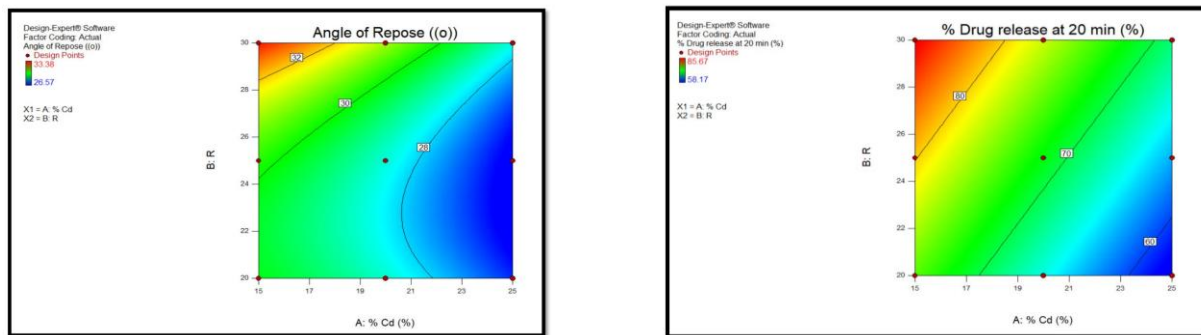 Design-Expert® Software
Factor Coding: Actual
Angle of Repose ((o))
Design Points
33.38
26.57
X1 = A: % Cd
X2 = B: R
Angle of Repose ((o))
30
28
26
24
22
20
B: R
32
30
28
15
17
19
21
23
25
A: % Cd (%)
Design-Expert® Software
Factor Coding: Actual
% Drug release at 20 min (%)
Design Points
85.67
58.17
X1 = A: % Cd
X2 = B: R
% Drug release at 20 min (%)
30
28
26
24
22
20
B: R
80
70
60
15
17
19
21
23
25
A: % Cd (%)